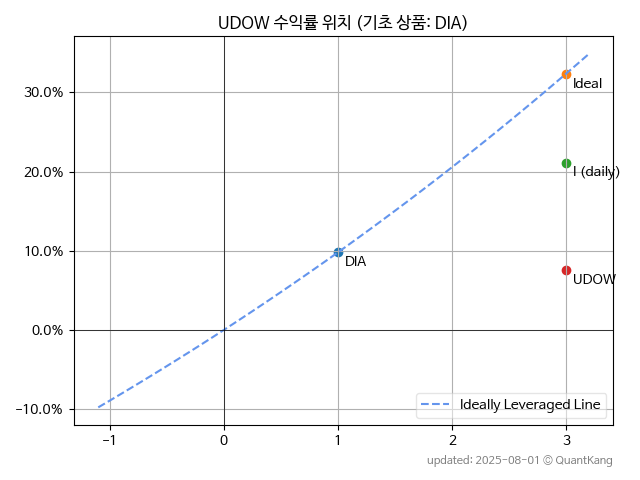 UDOW 수익률 위치 (기초 상품: DIA)
30.0%
20.0%
10.0%
0.0%
−10.0%
Ideal
I (daily)
DIA
UDOW
Ideally Leveraged Line
−1
0
1
2
3
updated: 2025-08-01 © QuantKang